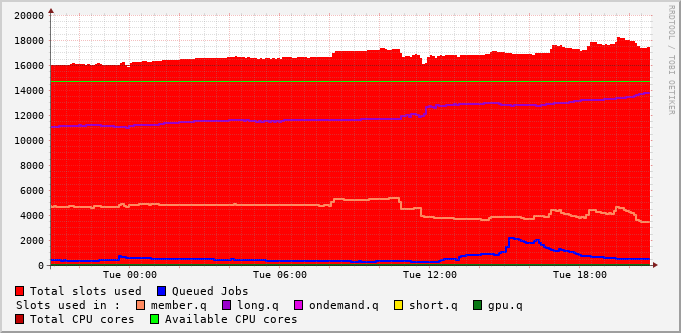 20000
18000
16000
14000
12000
10000
8000
6000
4000
2000
0
Tue 00:00 Tue 06:00 Tue 12:00 Tue 18:00
RRDTOOL / TOBI OETIKER
Total slots used Queued Jobs
Slots used in : member.q long.q ondemand.q short.q gpu.q
Total CPU cores Available CPU cores